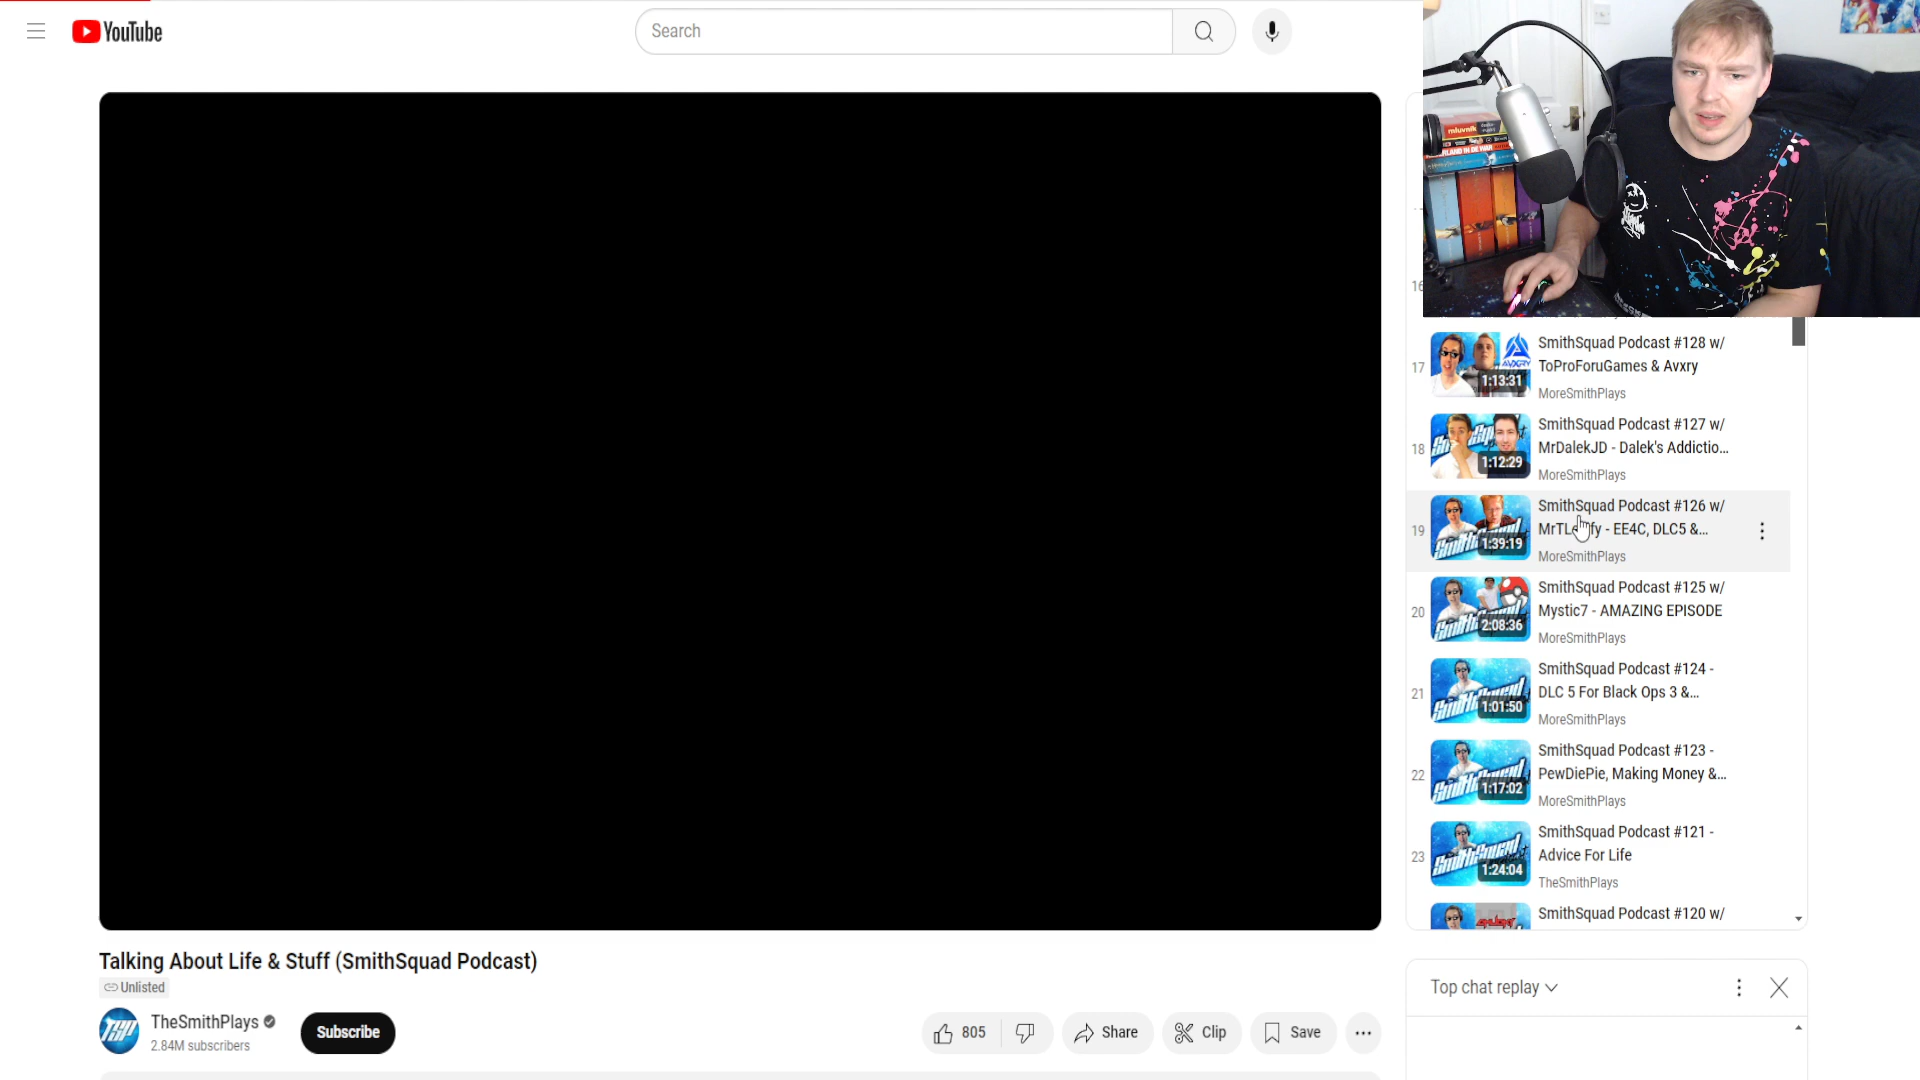 YouTube
Search
16
17
SmithSquad Podcast #128 w/
ToProForuGames & Avxry
MoreSmithPlays
AVXRY
1:13:31
18
SmithSquad Podcast #127 w/
MrDalekJD - Dalek's Addictio...
MoreSmithPlays
1:12:29
19
SmithSquad Podcast #126 w/
- EE4C, DLC5 &...
MoreSmithPlays
1:39:19
20
SmithSquad Podcast #125 w/
Mystic7 - AMAZING EPISODE
MoreSmithPlays
2:08:36
21
SmithSquad Podcast #124 -
DLC 5 For Black Ops 3 &...
MoreSmithPlays
1:01:50
22
SmithSquad Podcast #123 -
PewDiePie, Making Money &...
MoreSmithPlays
1:17:02
23
SmithSquad Podcast #121 -
Advice For Life
TheSmithPlays
1:24:04
SmithSquad Podcast #120 w/
Talking About Life & Stuff (SmithSquad Podcast)
Unlisted
TheSmithPlays
2.84M subscribers
Subscribe
805
Share
Clip
Save
Top chat replay